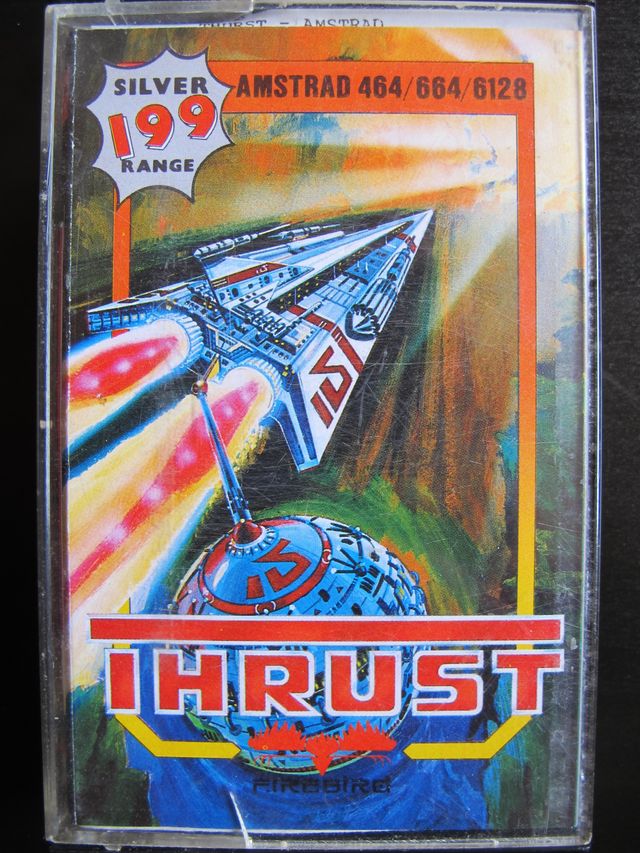 THRUST - AMSTRAD
SILVER
199
RANGE
AMSTRAD 464/664/6128
THRUST
FIREBIRD